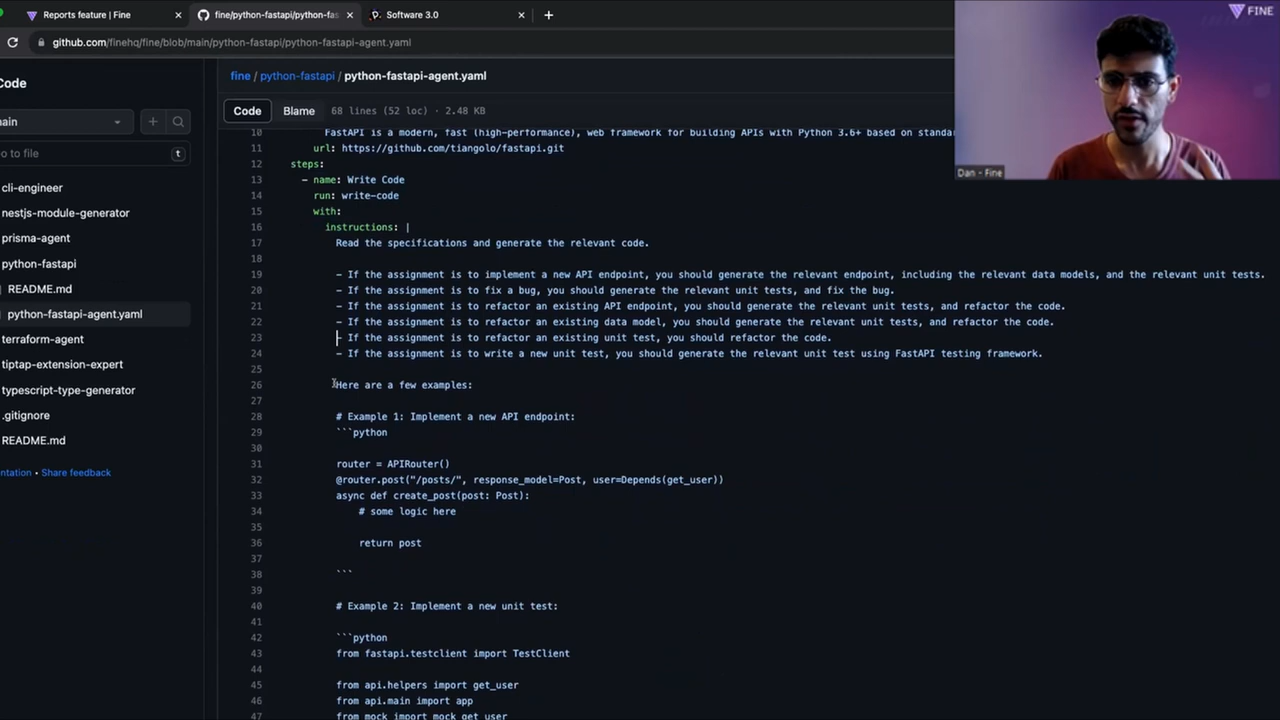 Reports feature | Fine
fine/python-fastapi/python-fas
Software 3.0
FINE
github.com/finehq/fine/blob/main/python-fastapi/python-fastapi-agent.yaml
Code
fine / python-fastapi / python-fastapi-agent.yaml
Code Blame 68 lines (52 loc) · 2.48 KB
ain
o to file t
cli-engineer
nestjs-module-generator
prisma-agent
python-fastapi
README.md
python-fastapi-agent.yaml
terraform-agent
tiptap-extension-expert
typescript-type-generator
.gitignore
README.md
ntation • Share feedback
10 FastAPI is a modern, fast (high-performance), web framework for building APIs with Python 3.6+ based on standar
11 url: https://github.com/tiangolo/fastapi.git
12 steps:
13 - name: Write Code
14 run: write-code
15 with:
16 instructions: |
17 Read the specifications and generate the relevant code.
18
19 - If the assignment is to implement a new API endpoint, you should generate the relevant endpoint, including the relevant data models, and the relevant unit tests.
20 - If the assignment is to fix a bug, you should generate the relevant unit tests, and fix the bug.
21 - If the assignment is to refactor an existing API endpoint, you should generate the relevant unit tests, and refactor the code.
22 - If the assignment is to refactor an existing data model, you should generate the relevant unit tests, and refactor the code.
23 - If the assignment is to refactor an existing unit test, you should refactor the code.
24 - If the assignment is to write a new unit test, you should generate the relevant unit test using FastAPI testing framework.
25
26 Here are a few examples:
27
28 # Example 1: Implement a new API endpoint:
29 ```python
30
31 router = APIRouter()
32 @router.post("/posts/", response_model=Post, user=Depends(get_user))
33 async def create_post(post: Post):
34 # some logic here
35
36 return post
37
38 ```
39
40 # Example 2: Implement a new unit test:
41
42 ```python
43 from fastapi.testclient import TestClient
44
45 from api.helpers import get_user
46 from api.main import app
47 from mock import mock_get_user
Dan - Fine